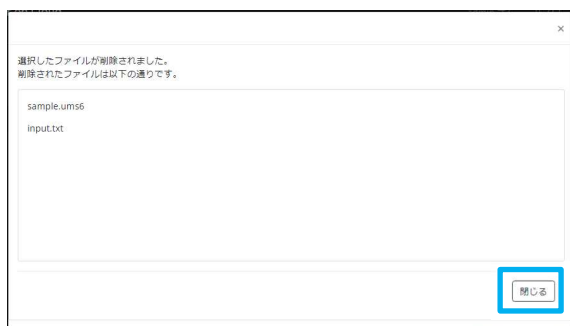 選択したファイルが削除されました。
削除されたファイルは以下の通りです。
sample.ums6
input.txt
閉じる